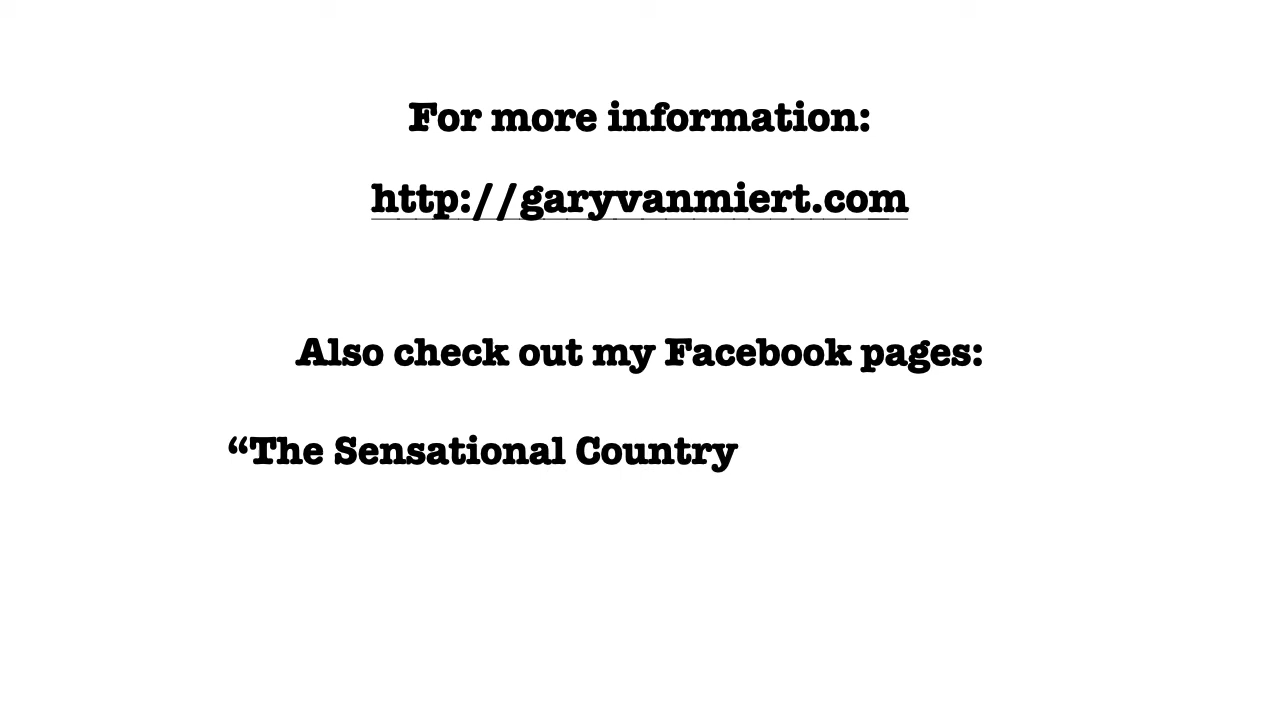 For more information:
http://garyvanmiert.com
Also check out my Facebook pages:
“The Sensational Country